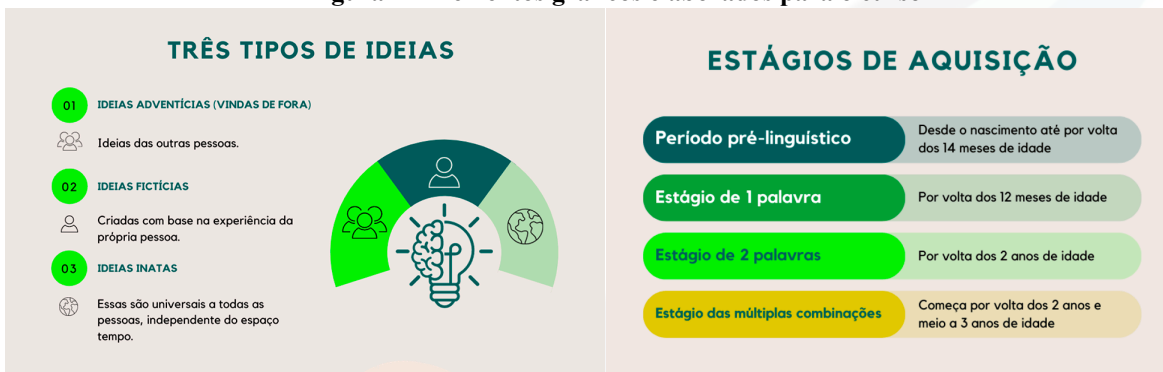 TRÊS TIPOS DE IDEIAS
01 IDEIAS ADVENTÍCIAS (VINDAS DE FORA)
Ideias das outras pessoas.
02 IDEIAS FICTÍCIAS
Criadas com base na experiência da
própria pessoa.
03 IDEIAS INATAS
Essas são universais a todas as
pessoas, independente do espaço
tempo.
ESTÁGIOS DE AQUISIÇÃO
Período pré-linguístico
Desde o nascimento até por volta
dos 14 meses de idade
Estágio de 1 palavra
Por volta dos 12 meses de idade
Estágio de 2 palavras
Por volta dos 2 anos de idade
Estágio das múltiplas combinações
Começa por volta dos 2 anos e
meio a 3 anos de idade